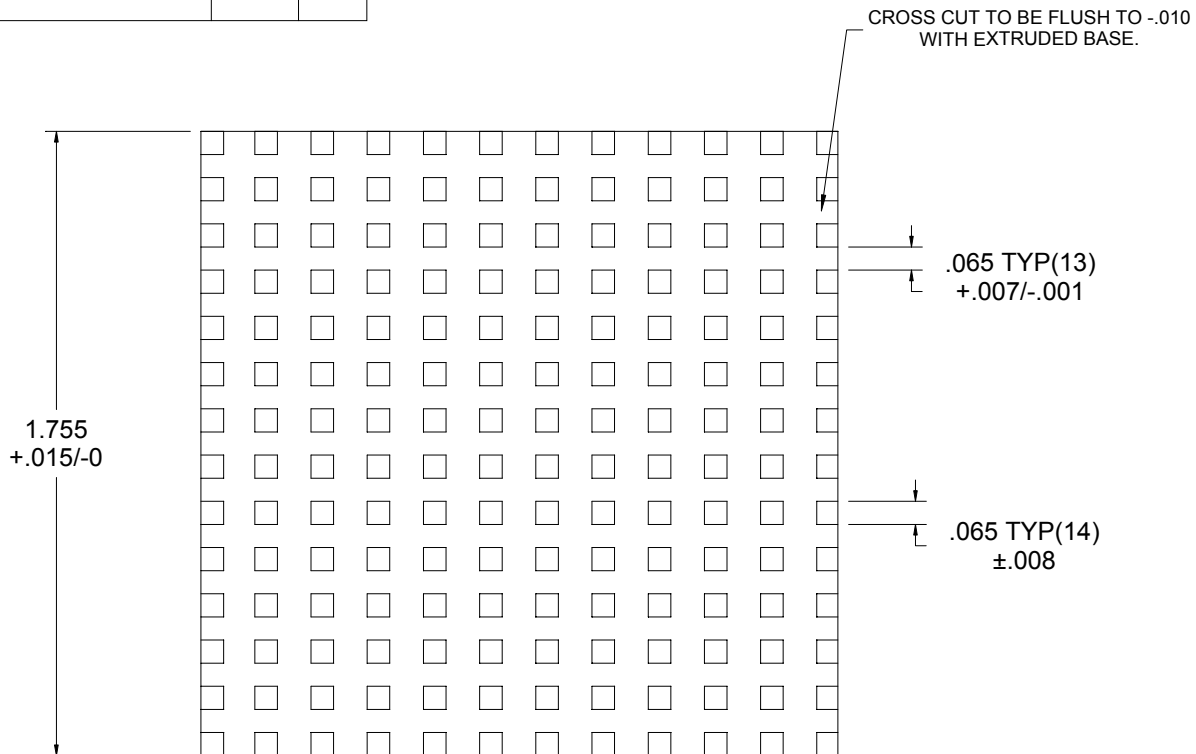 CROSS CUT TO BE FLUSH TO -.010
WITH EXTRUDED BASE.
.065 TYP(13)
+.007/-.001
1.755
+.015/-0
.065 TYP(14)
±.008